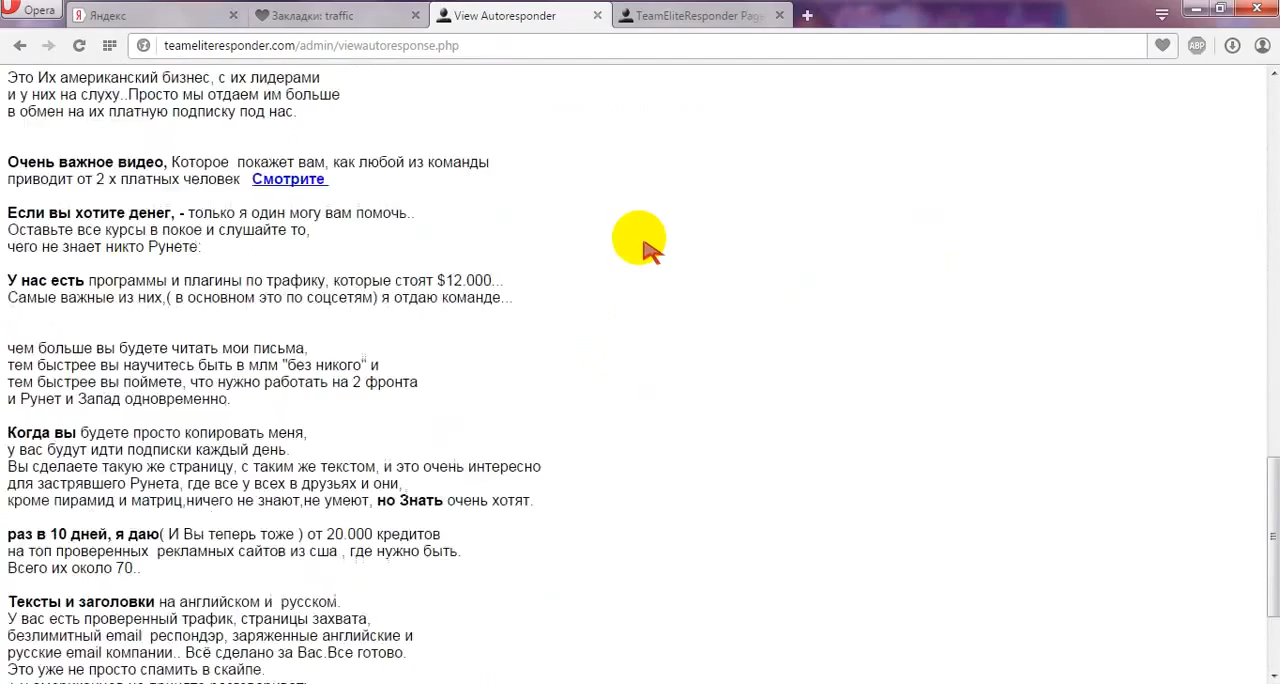 Opera
Яндекс
Закладки: traffic
View Autoresponder
TeamEliteResponder Page
teameliteresponder.com/admin/viewautoresponse.php
ABP
Это Их американский бизнес, с их лидерами
и у них на слуху..Просто мы отдаем им больше
в обмен на их платную подписку под нас.
Очень важное видео, Которое покажет вам, как любой из команды
приводит от 2 х платных человек Смотрите
Если вы хотите денег, - только я один могу вам помочь..
Оставьте все курсы в покое и слушайте то,
чего не знает никто Рунете:
У нас есть программы и плагины по трафику, которые стоят $12.000...
Самые важные из них,( в основном это по соцсетям) я отдаю команде...
чем больше вы будете читать мои письма,
тем быстрее вы научитесь быть в млм "без никого" и
тем быстрее вы поймете, что нужно работать на 2 фронта
и Рунет и Запад одновременно.
Когда вы будете просто копировать меня,
у вас будут идти подписки каждый день.
Вы сделаете такую же страницу, с таким же текстом, и это очень интересно
для застрявшего Рунета, где все у всех в друзьях и они,
кроме пирамид и матриц,ничего не знают,не умеют, но Знать очень хотят.
раз в 10 дней, я даю( И Вы теперь тоже ) от 20.000 кредитов
на топ проверенных рекламных сайтов из сша , где нужно быть.
Всего их около 70..
Тексты и заголовки на английском и русском.
У вас есть проверенный трафик, страницы захвата,
безлимитный email респондэр, заряженные английские и
русские email компании.. Всё сделано за Вас.Все готово.
Это уже не просто спамить в скайпе.